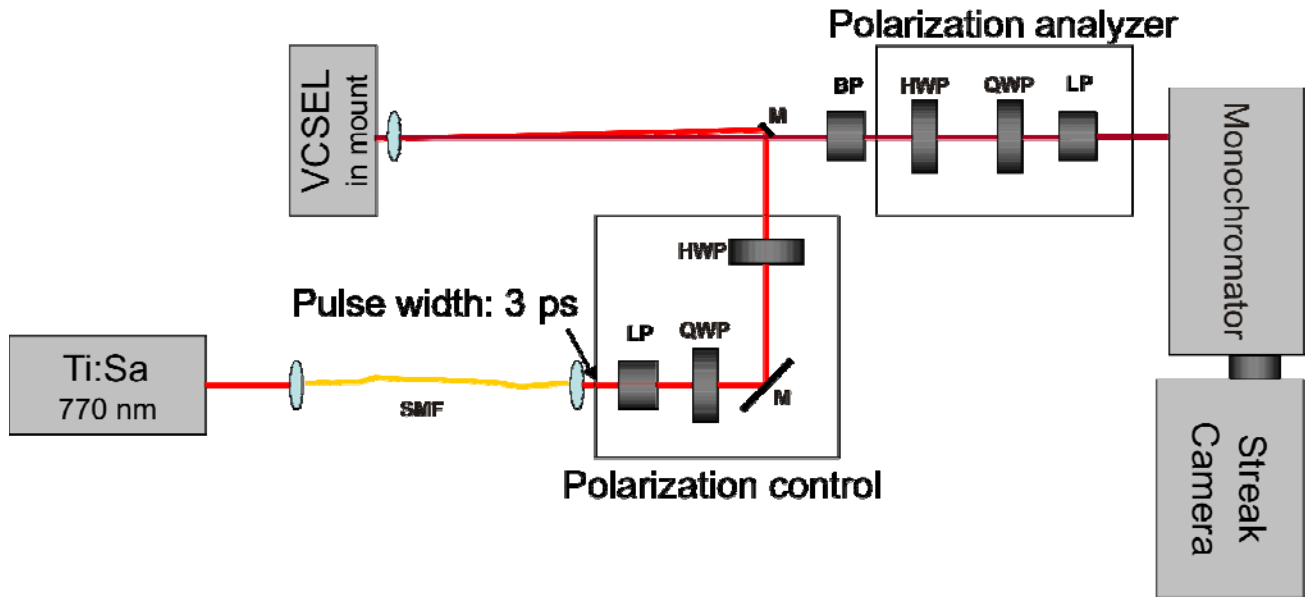 Polarization analyzer
VCSEL
in mount
M
BP
HWP
QWP
LP
Monochromator
HWP
Pulse width: 3 ps
LP
QWP
M
Ti:Sa
770 nm
SMF
Polarization control
Streak
Camera